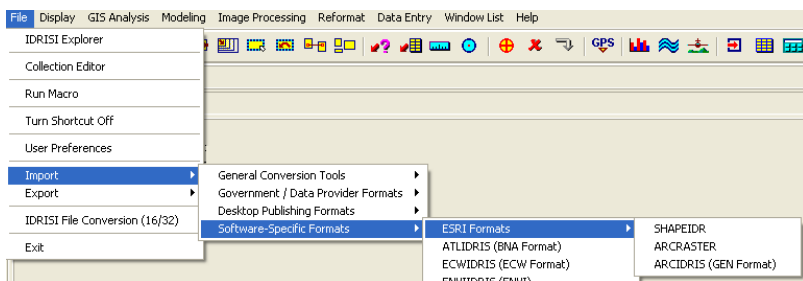 File Display GIS Analysis Modeling Image Processing Reformat Data Entry Window List Help
IDRISI Explorer
GPS
Collection Editor
Run Macro
Turn Shortcut Off
User Preferences
Import
General Conversion Tools
Export
Government / Data Provider Formats
Desktop Publishing Formats
IDRISI File Conversion (16/32)
Software-Specific Formats
ESRI Formats
SHAPEIDR
Exit
ATLIDRIS (BNA Format)
ARCRASTER
ECWIDRIS (ECW Format)
ARCIDRIS (GEN Format)